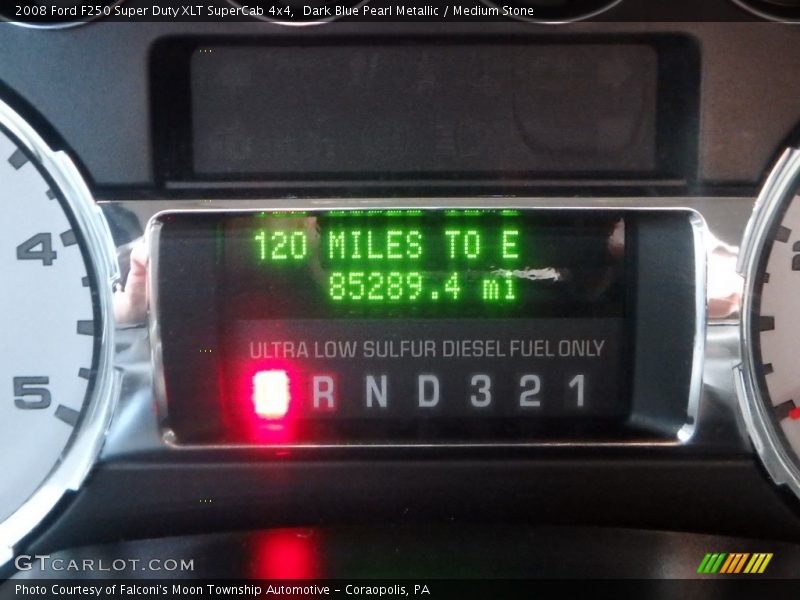 2008 Ford F250 Super Duty XLT SuperCab 4x4,  Dark Blue Pearl Metallic / Medium Stone
120 MILES TO E
85289.4 mi
4
ULTRA LOW SULFUR DIESEL FUEL ONLY
R N D 3 2 1
5
GTCARLOT.COM
Photo Courtesy of Falconi's Moon Township Automotive - Coraopolis, PA